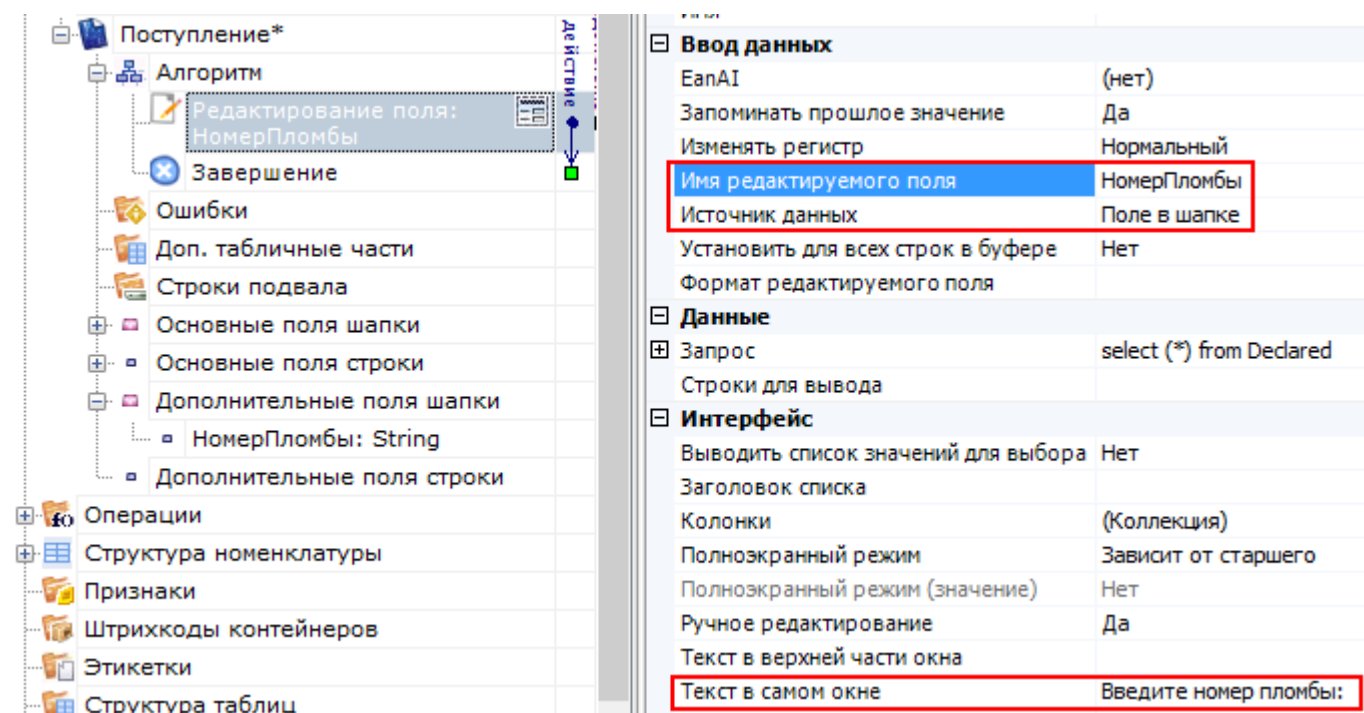 Поступление*
Алгоритм
Редактирование поля:
НомерПломбы
Завершение
Ошибки
Доп. табличные части
Строки подвала
Основные поля шапки
Основные поля строки
Дополнительные поля шапки
НомерПломбы: String
Дополнительные поля строки
Операции
Структура номенклатуры
Признаки
Штрихкоды контейнеров
Этикетки
Структура таблиц
действие
Ввод данных
EanAI (нет)
Запоминать прошлое значение Да
Изменять регистр Нормальный
Имя редактируемого поля НомерПломбы
Источник данных Поле в шапке
Установить для всех строк в буфере Нет
Формат редактируемого поля
Данные
Запрос select (*) from Declared
Строки для вывода
Интерфейс
Выводить список значений для выбора Нет
Заголовок списка
Колонки (Коллекция)
Полноэкранный режим Зависит от старшего
Полноэкранный режим (значение) Нет
Ручное редактирование Да
Текст в верхней части окна
Текст в самом окне Введите номер пломбы: